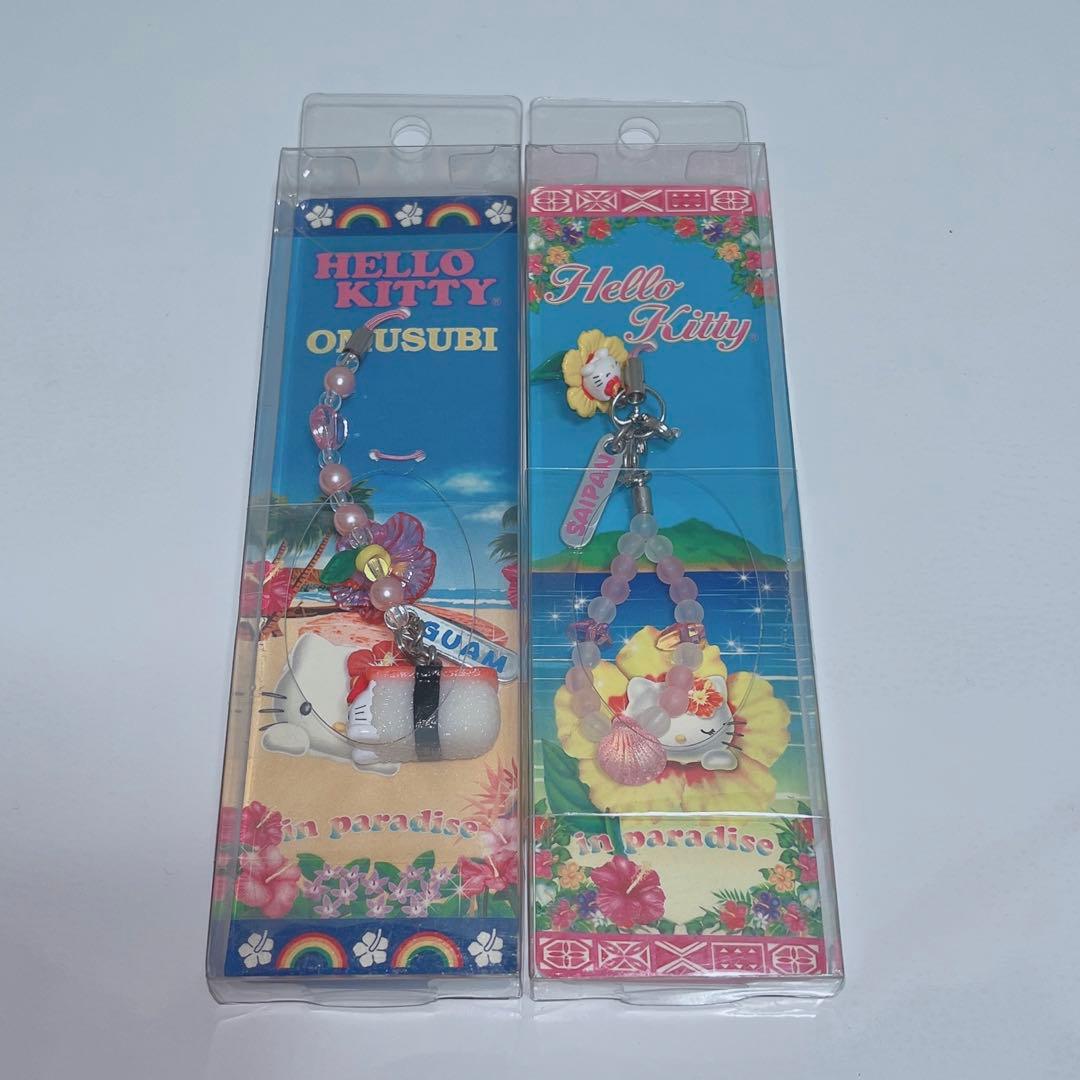 HELLO
KITTY®
OMUSUBI
GUAM
in paradise
Hello
Kitty®
SAIPAN
in paradise